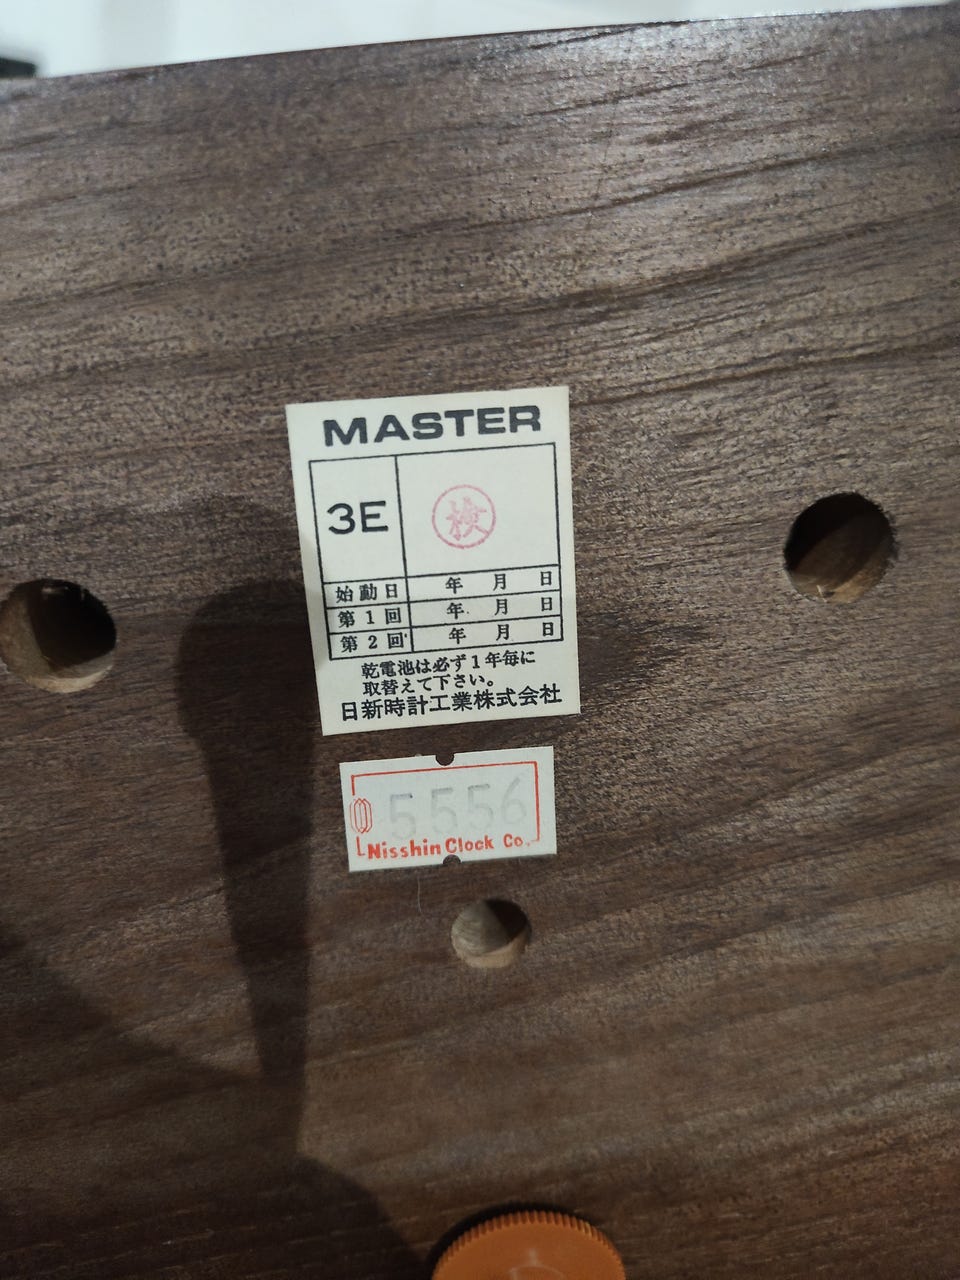 MASTER
3E
検
始動日 年 月 日
第1回 年 月 日
第2回 年 月 日
乾電池は必ず1年毎に
取替えて下さい。
日新時計工業株式会社
5556
Nisshin Clock Co.